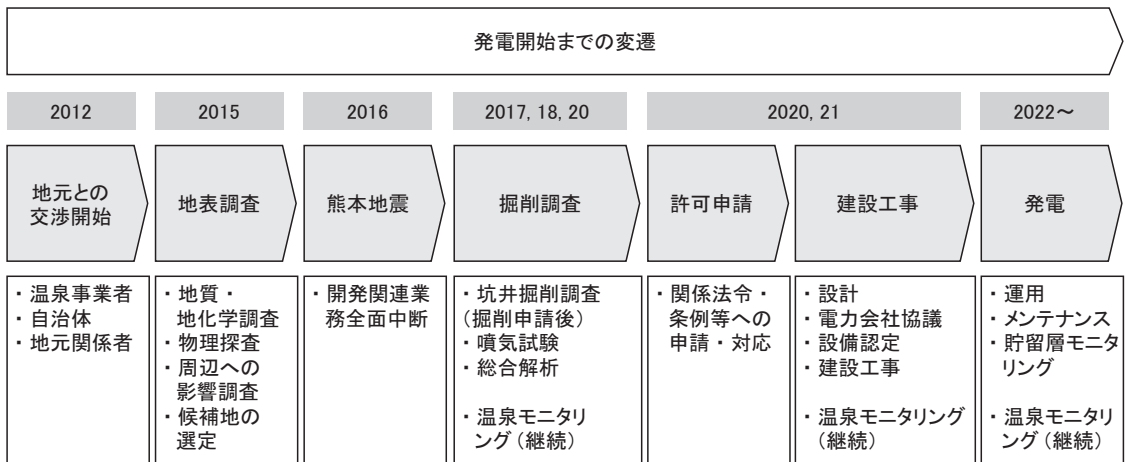 発電開始までの変遷
2012
2015
2016
2017, 18, 20
2020, 21
2022~
地元との
交渉開始
地表調査
熊本地震
掘削調査
許可申請
建設工事
発電
・温泉事業者
・自治体
・地元関係者
・地質・
地化学調査
・物理探査
・周辺への
影響調査
・候補地の
選定
・開発関連業
務全面中断
・坑井掘削調査
(掘削申請後)
・噴気試験
・総合解析
・温泉モニタリ
ング(継続)
・関係法令・
条例等への
申請・対応
・設計
・電力会社協議
・設備認定
・建設工事
・温泉モニタリング
(継続)
・運用
・メンテナンス
・貯留層モニタ
リング
・温泉モニタリ
ング(継続)